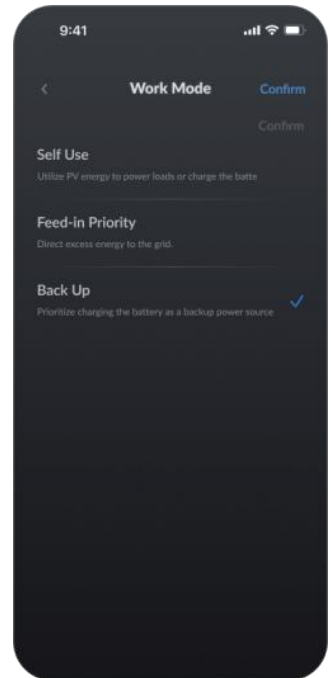 9:41
Work Mode
Confirm
Confirm
Self Use
Utilize PV energy to power loads or charge the batte
Feed-in Priority
Direct excess energy to the grid.
Back Up
Prioritize charging the battery as a backup power source